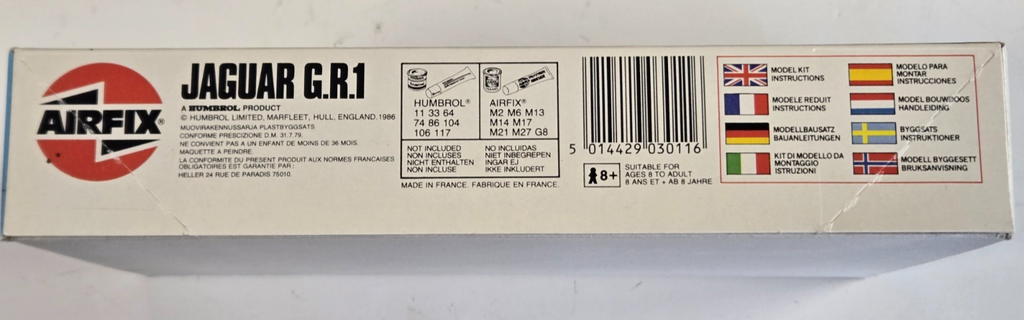 AIRFIX®
JAGUAR G.R.1
A HUMBROL PRODUCT
© HUMBROL LIMITED, MARFLEET, HULL, ENGLAND. 1986
MUOVIRAKENNUSSARJA PLASTBYGGSATS
CONFORME PRESCIZIONE D.M. 31.7.79.
NE CONVIENT PAS A UN ENFANT DE MOINS DE 36 MOIS.
MAQUETTE A PEINDRE.
LA CONFORMITE DU PRESENT PRODUIT AUX NORMES FRANCAISES
OBLIGATOIRES EST GARANTIE PAR:
HELLER 24 RUE DE PARADIS 75010.
HUMBROL®
11 33 64
74 86 104
106 117
AIRFIX®
M2 M6 M13
M14 M17
M21 M27 G8
NOT INCLUDED
NON INCLUSES
NICHT ENTHALTEN
NON INCLUSE
NO INCLUIDAS
NIET INBEGREPEN
INGAR EJ
IKKE INKLUDERT
MADE IN FRANCE. FABRIQUE EN FRANCE.
5 014429 030116
8+
SUITABLE FOR
AGES 8 TO ADULT
8 ANS ET + AB 8 JAHRE
MODEL KIT
INSTRUCTIONS
MODELE REDUIT
INSTRUCTIONS
MODELLBAUSATZ
BAUANLEITUNGEN
KIT DI MODELLO DA
MONTAGGIO
ISTRUZIONI
MODELO PARA
MONTAR
INSTRUCCIONES
MODEL BOUWDOOS
HANDLEIDING
BYGGSATS
INSTRUKTIONER
MODELL BYGGESETT
BRUKSANVISNING